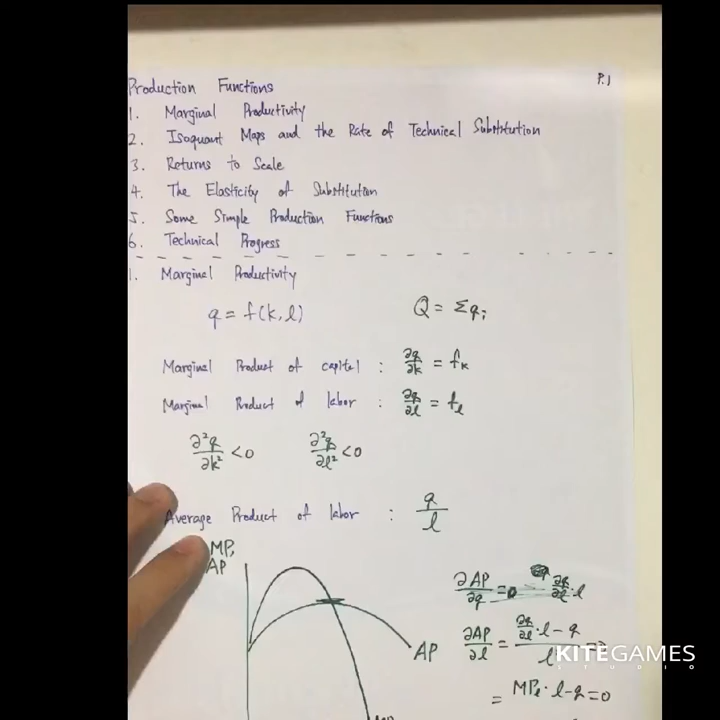 P.1
Production Functions
1. Marginal Productivity
2. Isoquant Maps and the Rate of Technical Substitution
3. Returns to Scale
4. The Elasticity of Substitution
5. Some Simple Production Functions
6. Technical Progress
1. Marginal Productivity
q = f(k, l) Q = Σqᵢ
Marginal Product of capital : ∂q/∂k = fₖ
Marginal Product of labor : ∂q/∂l = fₗ
∂²q/∂k² < 0 ∂²q/∂l² < 0
Average Product of labor : q/l
MP,
AP
∂AP/∂q = 0 ∂q/∂l · l
AP ∂AP/∂l = (∂q/∂l · l - q)/l
KITEGAMES
STUDIO
= MPₗ · l - q = 0